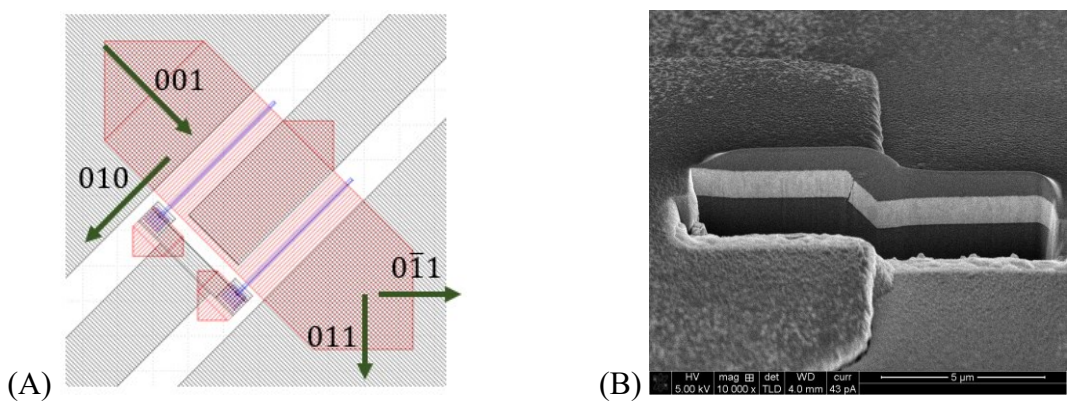 001
010
01̅1
011
(A)
(B)
HV mag ⊞ det WD curr
5.00 kV 10 000 x TLD 4.0 mm 43 pA
5 µm